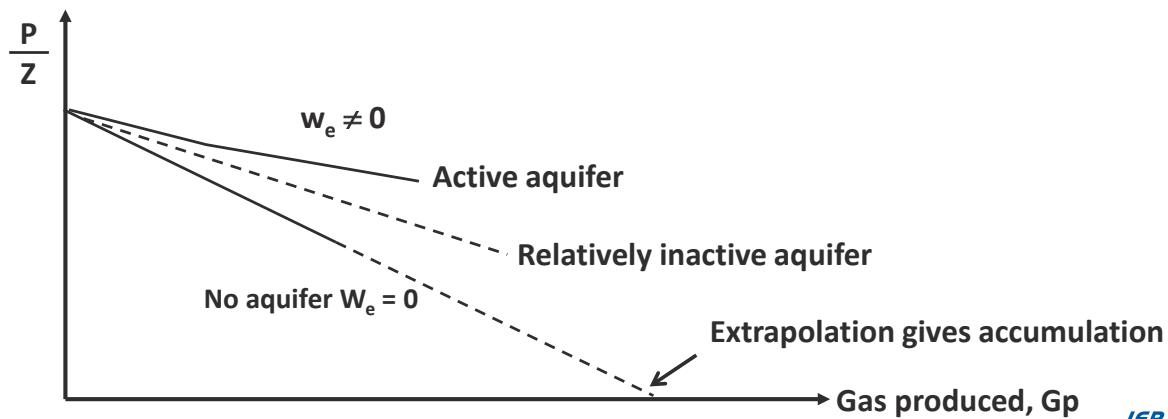 P
Z
wₑ ≠ 0
Active aquifer
Relatively inactive aquifer
No aquifer Wₑ = 0
Extrapolation gives accumulation
Gas produced, Gp